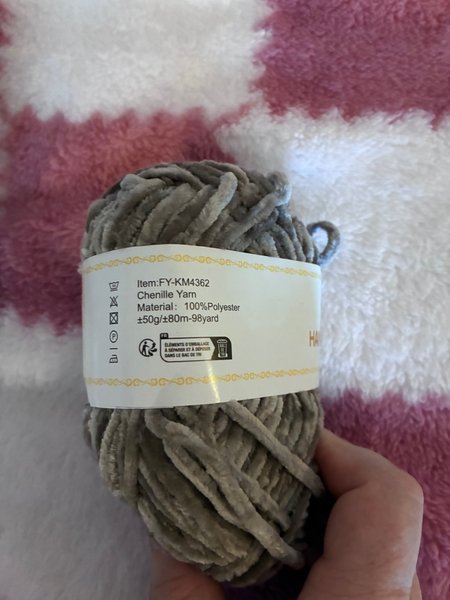 Item:FY-KM4362
Chenille Yarn
Material: 100%Polyester
±50g/±80m-98yard
FR
ÉLÉMENTS D'EMBALLAGE
À SÉPARER ET À DÉPOSER
DANS LE BAC DE TRI